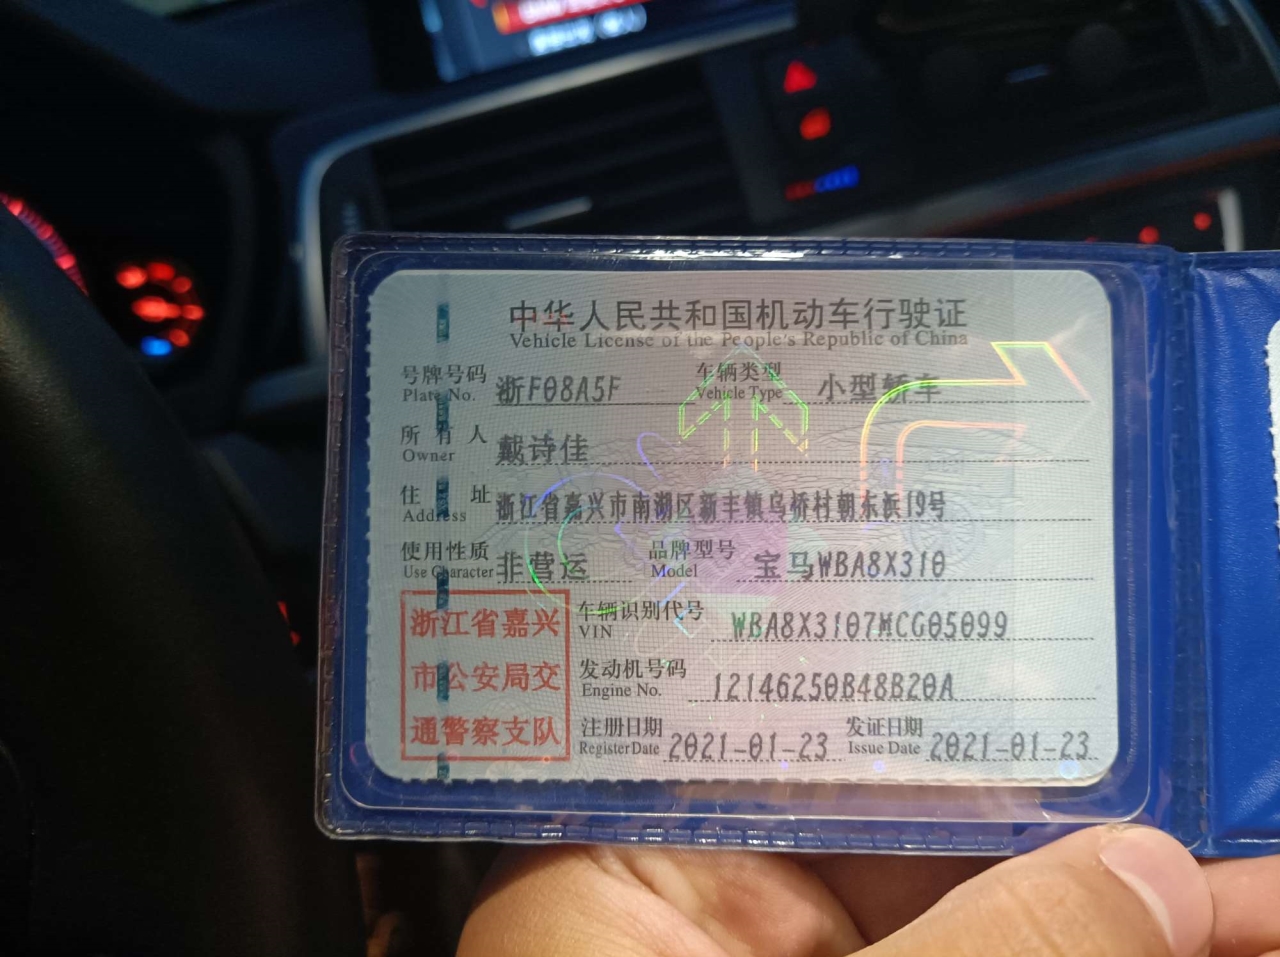 中华人民共和国机动车行驶证
Vehicle License of the People's Republic of China
号牌号码 浙F08A5F 车辆类型 小型轿车
Plate No. Vehicle Type
所有人 戴诗佳
Owner
住址 浙江省嘉兴市南湖区新丰镇乌桥村朝东浜19号
Address
使用性质 非营运 品牌型号 宝马WBA8X310
Use Character Model
浙江省嘉兴
市公安局交
通警察支队
车辆识别代号 WBA8X3107MCG05099
VIN
发动机号码 12146250B48B20A
Engine No.
注册日期 2021-01-23 发证日期 2021-01-23
Register Date Issue Date